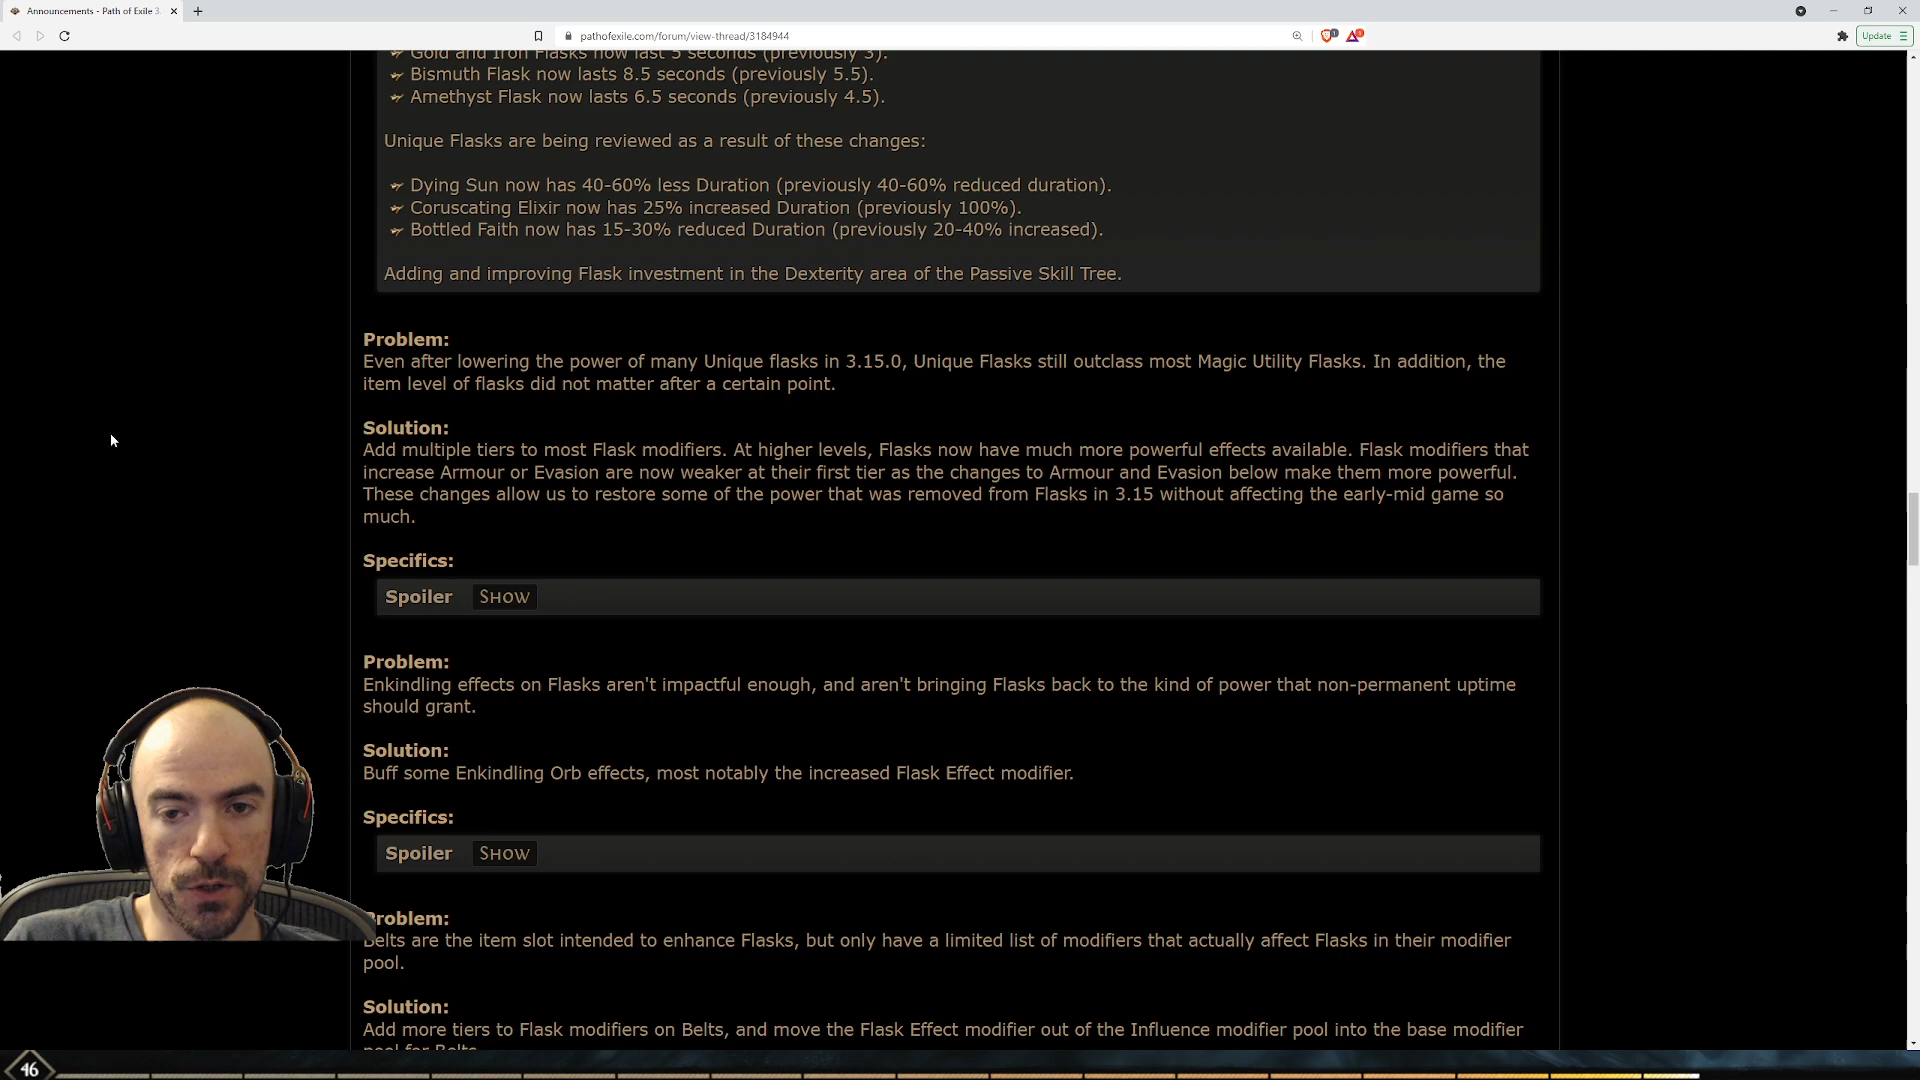 Announcements - Path of Exile 3.
pathofexile.com/forum/view-thread/3184944
Update
Gold and Iron Flasks now last 5 seconds (previously 3).
Bismuth Flask now lasts 8.5 seconds (previously 5.5).
Amethyst Flask now lasts 6.5 seconds (previously 4.5).
Unique Flasks are being reviewed as a result of these changes:
Dying Sun now has 40-60% less Duration (previously 40-60% reduced duration).
Coruscating Elixir now has 25% increased Duration (previously 100%).
Bottled Faith now has 15-30% reduced Duration (previously 20-40% increased).
Adding and improving Flask investment in the Dexterity area of the Passive Skill Tree.
Problem:
Even after lowering the power of many Unique flasks in 3.15.0, Unique Flasks still outclass most Magic Utility Flasks. In addition, the
item level of flasks did not matter after a certain point.
Solution:
Add multiple tiers to most Flask modifiers. At higher levels, Flasks now have much more powerful effects available. Flask modifiers that
increase Armour or Evasion are now weaker at their first tier as the changes to Armour and Evasion below make them more powerful.
These changes allow us to restore some of the power that was removed from Flasks in 3.15 without affecting the early-mid game so
much.
Specifics:
Spoiler SHOW
Problem:
Enkindling effects on Flasks aren't impactful enough, and aren't bringing Flasks back to the kind of power that non-permanent uptime
should grant.
Solution:
Buff some Enkindling Orb effects, most notably the increased Flask Effect modifier.
Specifics:
Spoiler SHOW
Problem:
Belts are the item slot intended to enhance Flasks, but only have a limited list of modifiers that actually affect Flasks in their modifier
pool.
Solution:
Add more tiers to Flask modifiers on Belts, and move the Flask Effect modifier out of the Influence modifier pool into the base modifier
pool for Belts.
46